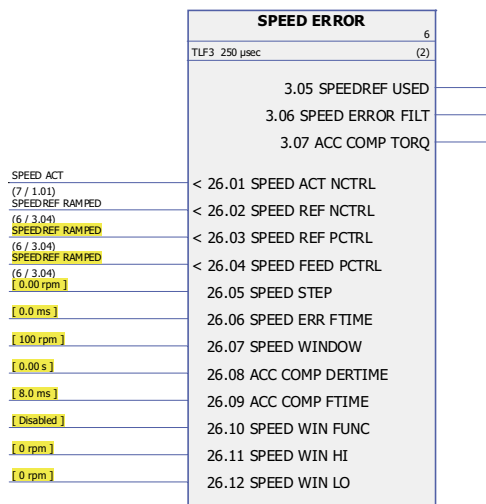 SPEED ERROR
6
TLF3 250 µsec (2)
3.05 SPEEDREF USED
3.06 SPEED ERROR FILT
3.07 ACC COMP TORQ
SPEED ACT
(7 / 1.01)
< 26.01 SPEED ACT NCTRL
SPEEDREF RAMPED
(6 / 3.04)
< 26.02 SPEED REF NCTRL
SPEEDREF RAMPED
(6 / 3.04)
< 26.03 SPEED REF PCTRL
SPEEDREF RAMPED
(6 / 3.04)
< 26.04 SPEED FEED PCTRL
[ 0.00 rpm ]
26.05 SPEED STEP
[ 0.0 ms ]
26.06 SPEED ERR FTIME
[ 100 rpm ]
26.07 SPEED WINDOW
[ 0.00 s ]
26.08 ACC COMP DERTIME
[ 8.0 ms ]
26.09 ACC COMP FTIME
[ Disabled ]
26.10 SPEED WIN FUNC
[ 0 rpm ]
26.11 SPEED WIN HI
[ 0 rpm ]
26.12 SPEED WIN LO